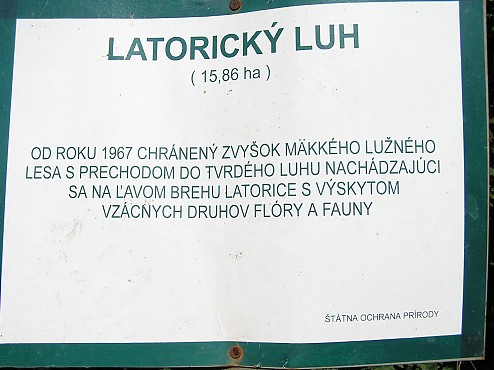 LATORICKÝ LUH
( 15,86 ha )
OD ROKU 1967 CHRÁNENÝ ZVYŠOK MÄKKÉHO LUŽNÉHO
LESA S PRECHODOM DO TVRDÉHO LUHU NACHÁDZAJÚCI
SA NA ĽAVOM BREHU LATORICE S VÝSKYTOM
VZÁCNYCH DRUHOV FLÓRY A FAUNY
ŠTÁTNA OCHRANA PRÍRODY